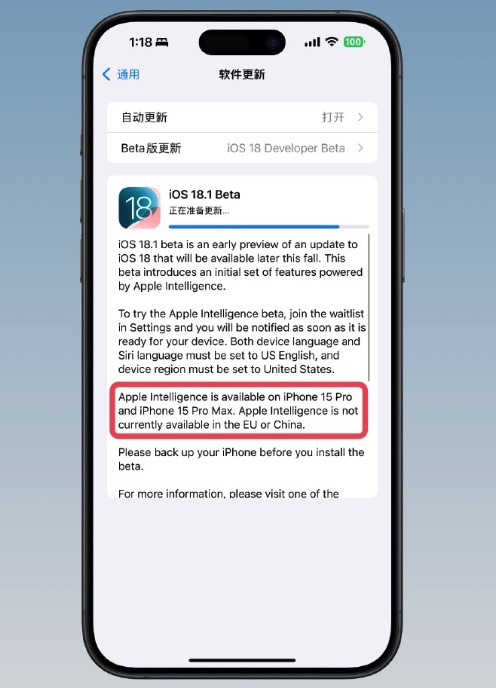 1:18 100
通用 软件更新
自动更新 打开
Beta版更新 iOS 18 Developer Beta
18 iOS 18.1 Beta
正在准备更新...
iOS 18.1 beta is an early preview of an update to
iOS 18 that will be available later this fall. This
beta introduces an initial set of features powered
by Apple Intelligence.
To try the Apple Intelligence beta, join the waitlist
in Settings and you will be notified as soon as it is
ready for your device. Both device language and
Siri language must be set to US English, and
device region must be set to United States.
Apple Intelligence is available on iPhone 15 Pro
and iPhone 15 Pro Max. Apple Intelligence is not
currently available in the EU or China.
Please back up your iPhone before you install the
beta.
For more information, please visit one of the